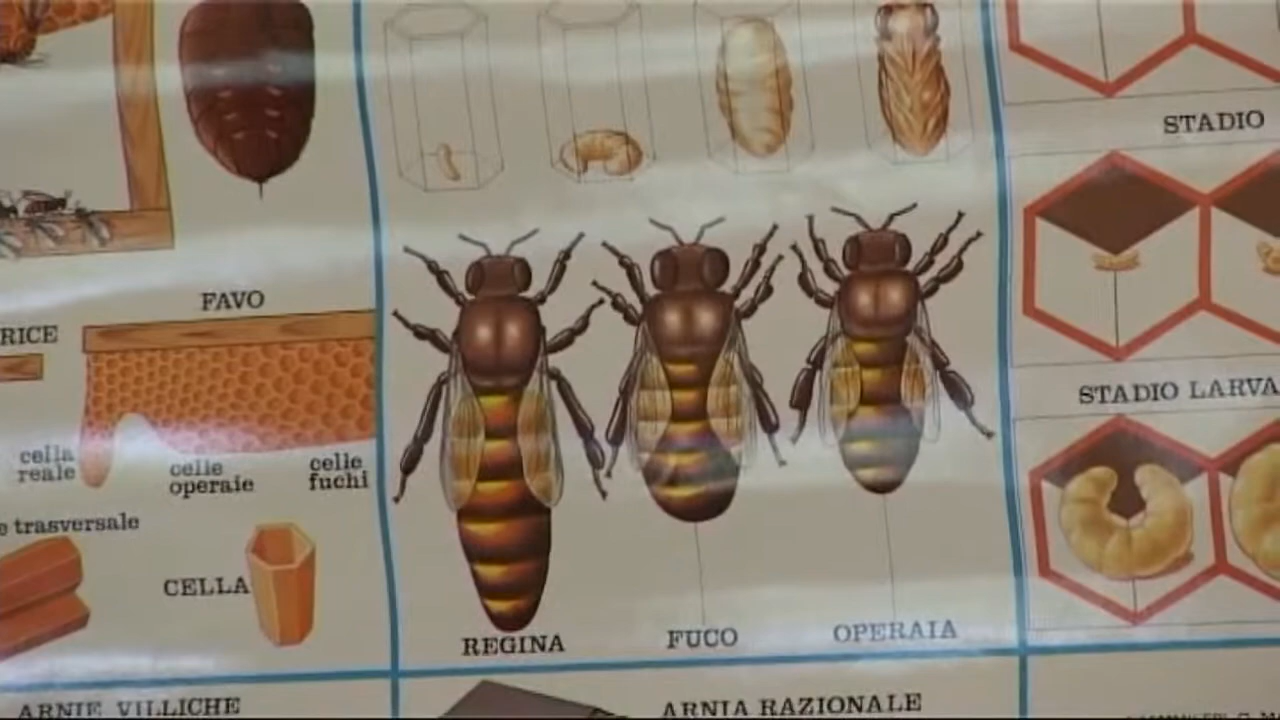 FAVO
RICE
cella
reale
celle
operaie
celle
fuchi
e trasversale
CELLA
ARNIE VILLICHE
REGINA
FUCO
OPERAIA
ARNIA RAZIONALE
STADIO
STADIO LARVA